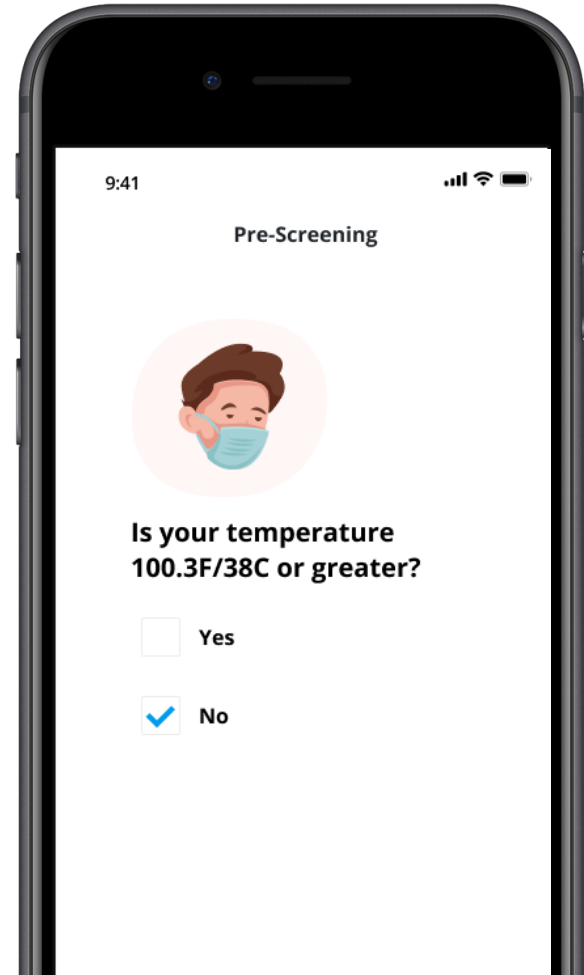 9:41
Pre-Screening
Is your temperature
100.3F/38C or greater?
Yes
No